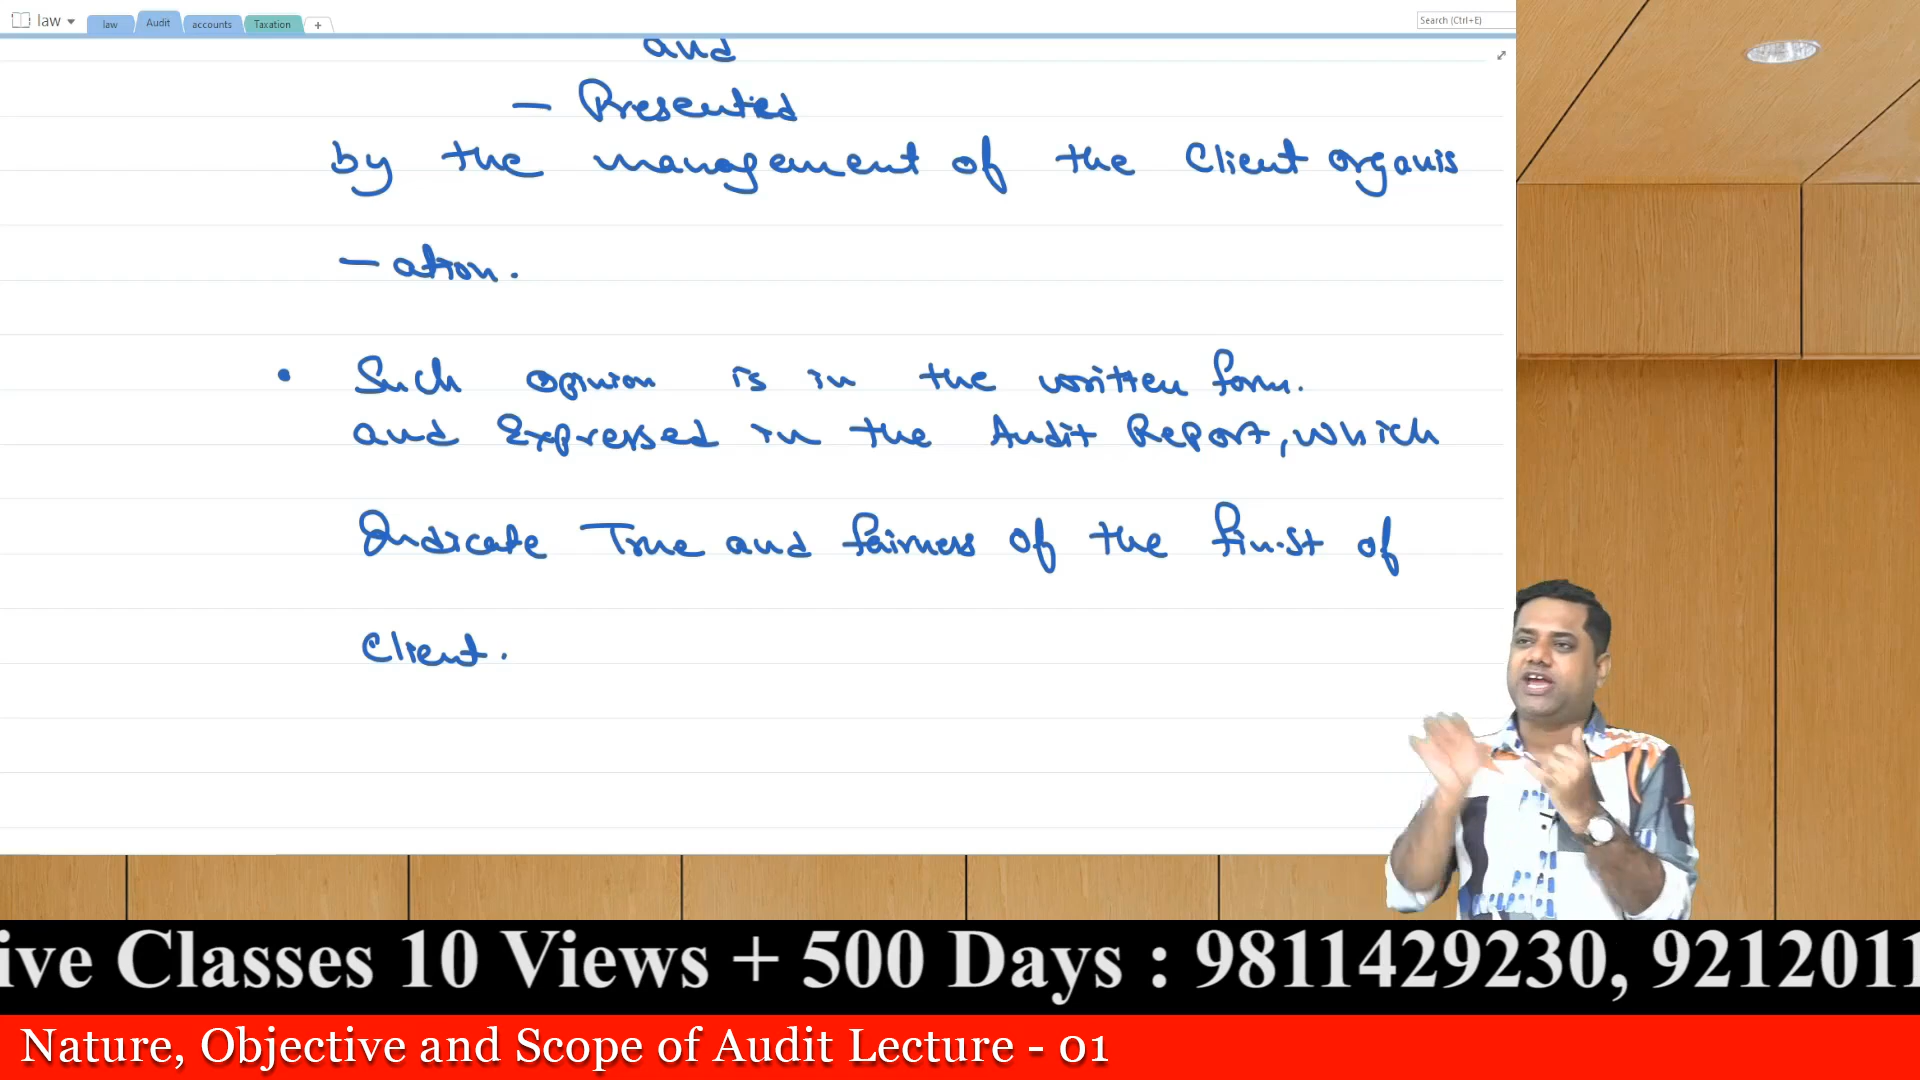 law
law Audit accounts Taxation +
Search (Ctrl+E)
and
— Presented
by the management of the Client organis
— ation.
• Such opinion is in the written form.
and Expressed in the Audit Report, which
Indicate True and fairness of the fin.st of
Client.
ive Classes 10 Views + 500 Days : 9811429230, 9212011
Nature, Objective and Scope of Audit Lecture - 01